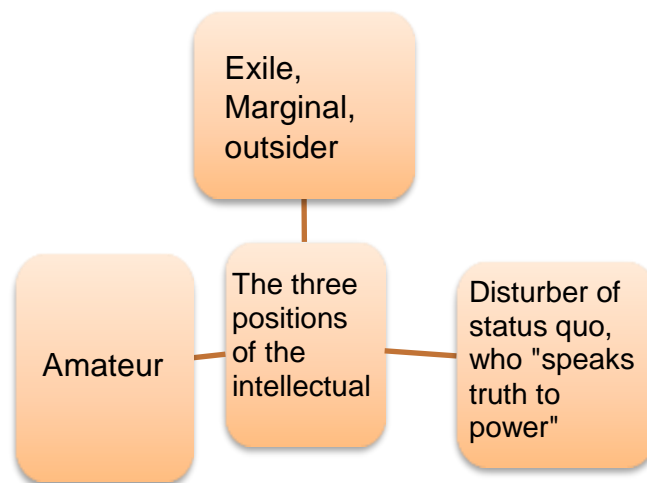 Exile,
Marginal,
outsider
Amateur
The three
positions
of the
intellectual
Disturber of
status quo,
who "speaks
truth to
power"